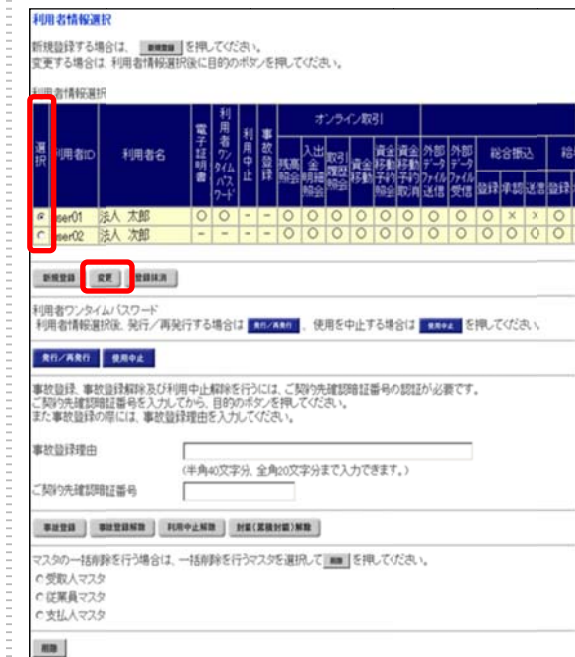 利用者情報選択
新規登録する場合は、 新規登録 を押してください。
変更する場合は 利用者情報選択後に目的のボタンを押してください。
利用者情報選択
選択 利用者ID 利用者名 電子証明書 利用者ワンタイムパスワード 利用中止 事故登録 オンライン取引
残高照会 入出金明細照会 取引履歴照会 資金移動 資金移動予約照会 資金移動予約取消 外部データファイル送信 外部データファイル受信 総合振込 給
登録 承認 送信 登録
user01 法人 太郎 ○ ○ - - ○ ○ ○ ○ ○ ○ ○ ○ ○ × × ○
user02 法人 次郎 - - - - ○ ○ ○ ○ ○ ○ ○ ○ ○ ○ ○ ○
新規登録 変更 登録抹消
利用者ワンタイムパスワード
利用者情報選択後、発行／再発行する場合は 発行／再発行 、使用を中止する場合は 使用中止 を押してください。
発行／再発行 使用中止
事故登録、事故登録解除及び利用中止解除を行うには、ご契約先確認暗証番号の認証が必要です。
ご契約先確認暗証番号を入力してから、目的のボタンを押してください。
また事故登録の際には、事故登録理由を入力してください。
事故登録理由
(半角40文字分、全角20文字分まで入力できます。)
ご契約先確認暗証番号
事故登録 事故登録解除 利用中止解除 封鎖(累積封鎖)解除
マスタの一括削除を行う場合は、一括削除を行うマスタを選択して 削除 を押してください。
受取人マスタ
従業員マスタ
支払人マスタ
削除